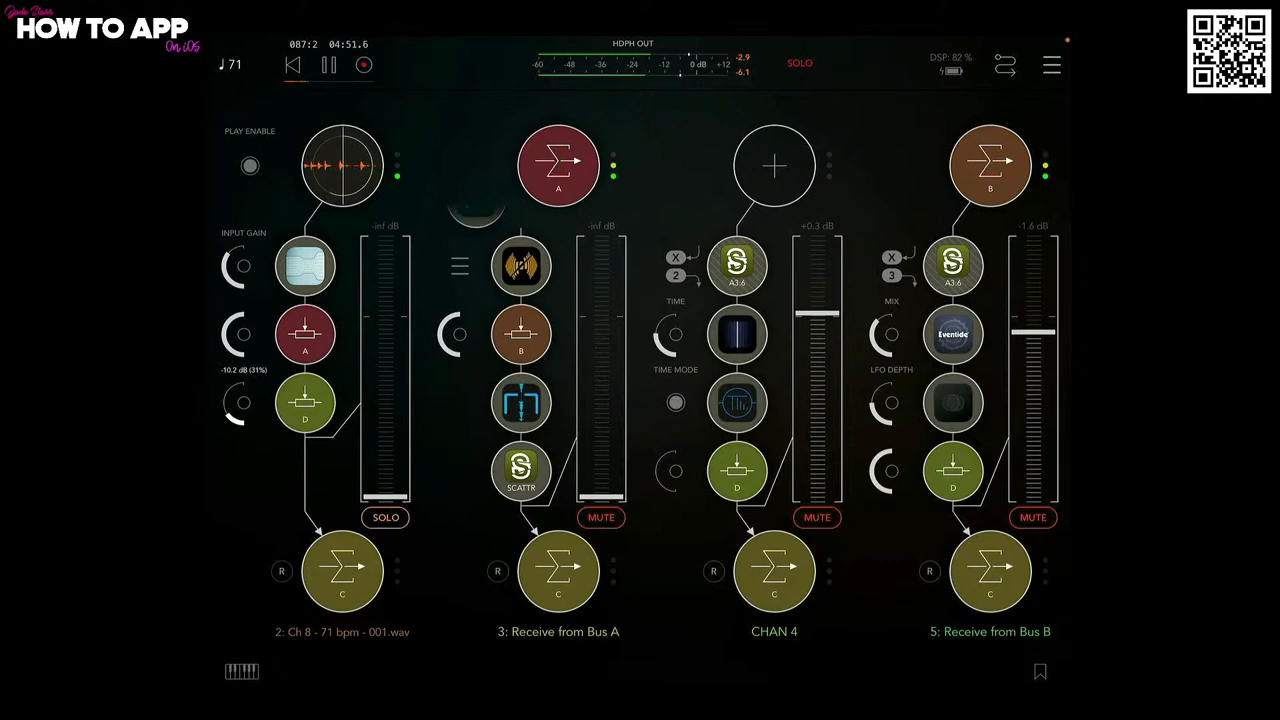 Jade Starr
HOW TO APP
On iOS
♩ 71
087:2 04:51.6
HDPH OUT
-60 -48 -36 -24 -12 0 dB +12
-2.9
-6.1
SOLO
DSP: 82 %
PLAY ENABLE
A
B
INPUT GAIN
-inf dB
-inf dB
+0.3 dB
-1.6 dB
X
2
A3:6
X
3
A3:6
TIME
MIX
A
B
Eventide
-10.2 dB (31%)
TIME MODE
LFO DEPTH
D
SCATTR
D
D
SOLO
MUTE
MUTE
MUTE
R
C
R
C
R
C
R
C
2: Ch 8 - 71 bpm - 001.wav
3: Receive from Bus A
CHAN 4
5: Receive from Bus B